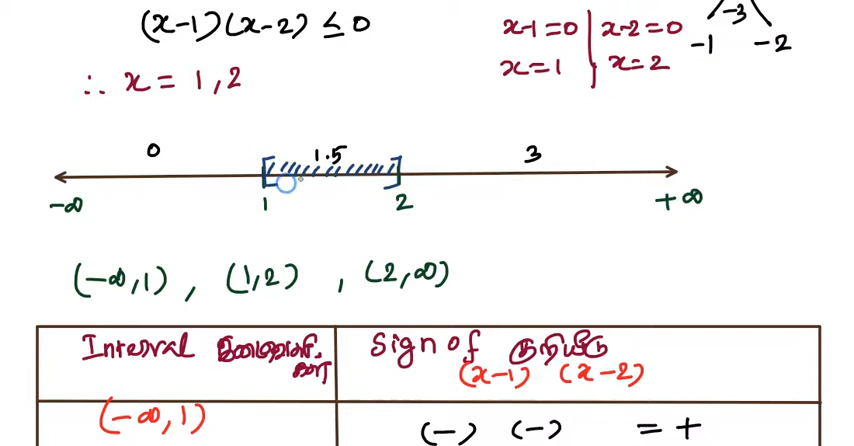 (x-1)(x-2) ≤ 0
x-1=0 | x-2=0
x=1 , x=2
-3
-1 -2
∴ x = 1,2
0 1.5 3
-∞ 1 2 +∞
(-∞,1) , (1,2) , (2,∞)
Interval Sign of குறியீடு
(x-1) (x-2)
(-∞,1) (-) (-) = +